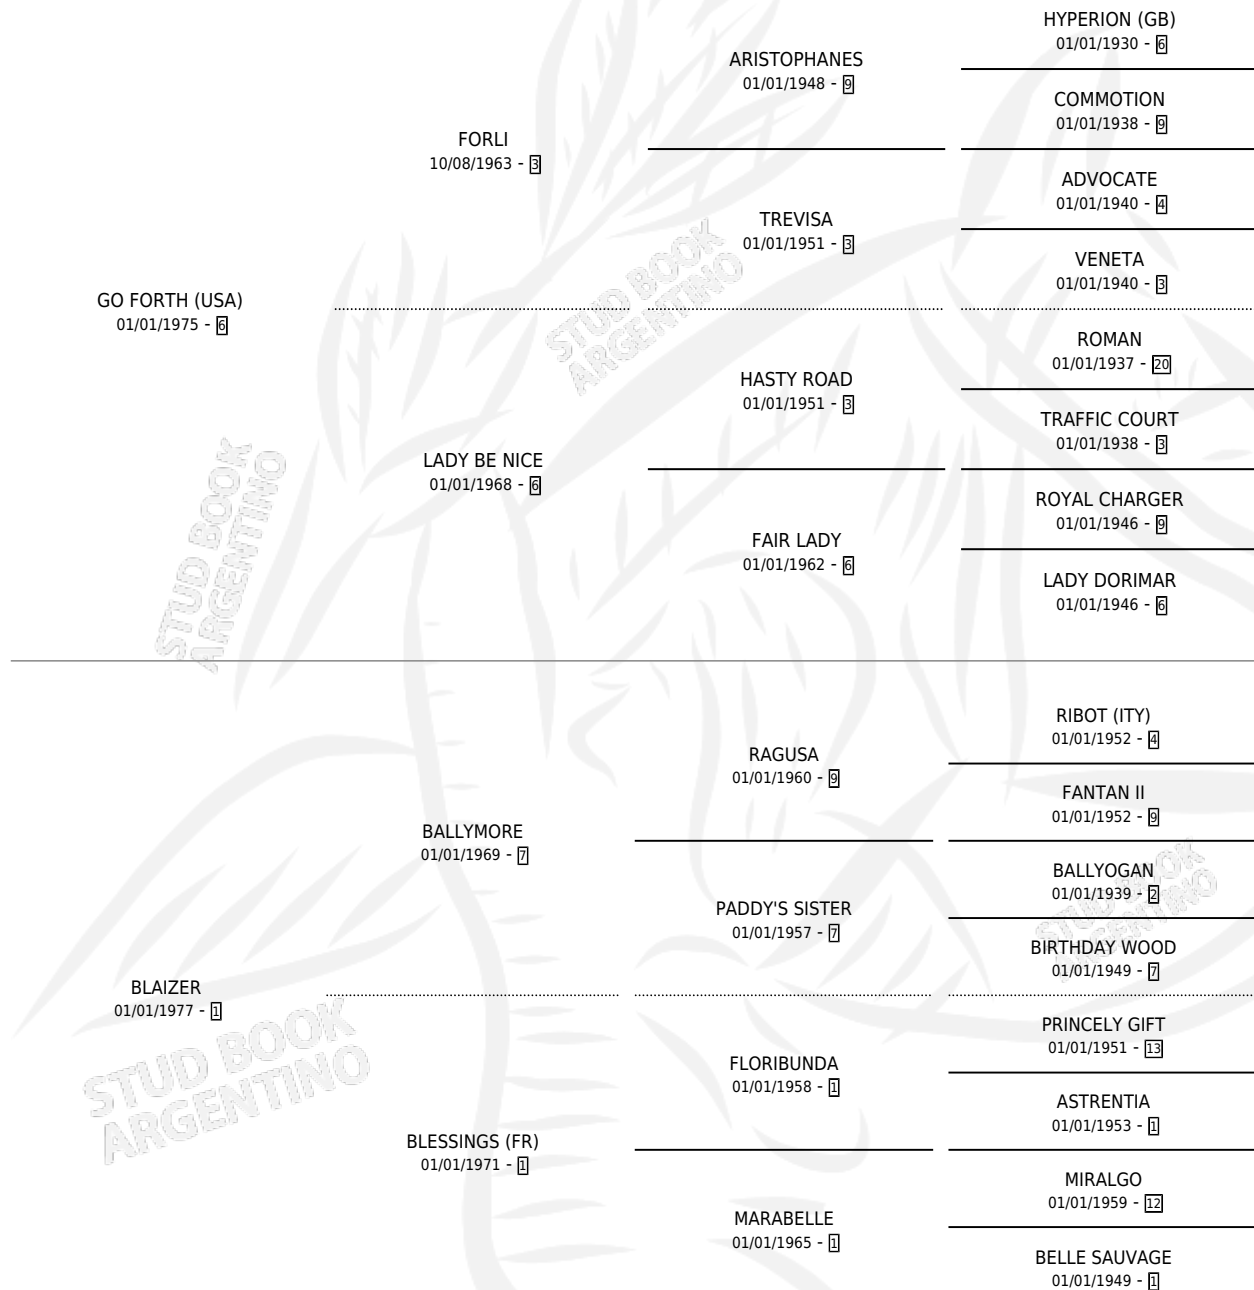 HYPERION (GB)
01/01/1930 - 6
ARISTOPHANES
01/01/1948 - 9
COMMOTION
01/01/1938 - 9
FORLI
10/08/1963 - 3
ADVOCATE
01/01/1940 - 4
TREVISA
01/01/1951 - 3
VENETA
01/01/1940 - 3
GO FORTH (USA)
01/01/1975 - 6
ROMAN
01/01/1937 - 20
HASTY ROAD
01/01/1951 - 3
TRAFFIC COURT
01/01/1938 - 3
LADY BE NICE
01/01/1968 - 6
ROYAL CHARGER
01/01/1946 - 9
FAIR LADY
01/01/1962 - 6
LADY DORIMAR
01/01/1946 - 6
RIBOT (ITY)
01/01/1952 - 4
RAGUSA
01/01/1960 - 9
FANTAN II
01/01/1952 - 9
BALLYMORE
01/01/1969 - 7
BALLYOGAN
01/01/1939 - 2
PADDY'S SISTER
01/01/1957 - 7
BIRTHDAY WOOD
01/01/1949 - 7
BLAIZER
01/01/1977 - 1
PRINCELY GIFT
01/01/1951 - 13
FLORIBUNDA
01/01/1958 - 1
ASTRENTIA
01/01/1953 - 1
BLESSINGS (FR)
01/01/1971 - 1
MIRALGO
01/01/1959 - 12
MARABELLE
01/01/1965 - 1
BELLE SAUVAGE
01/01/1949 - 1
STUD BOOK
ARGENTINO
STUD BOOK
ARGENTINO
STUD BOOK
ARGENTINO
STUD BOOK
ARGENTINO